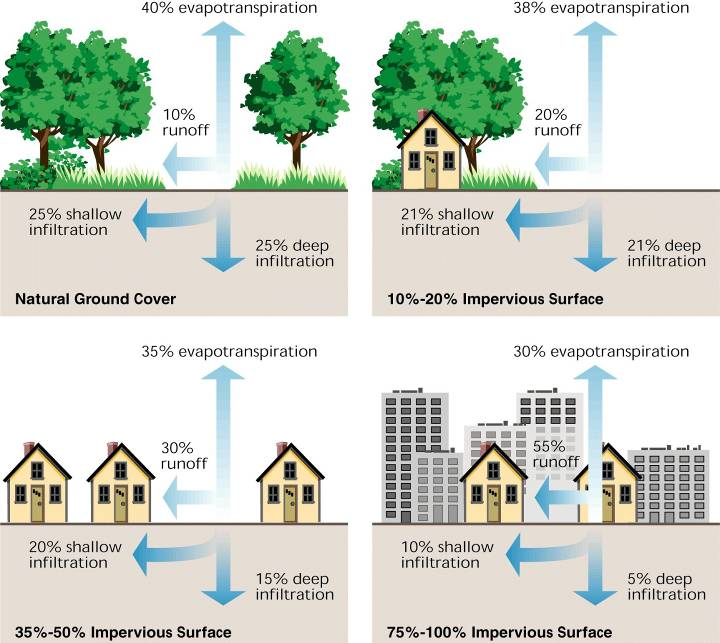 40% evapotranspiration
10%
runoff
25% shallow
infiltration
25% deep
infiltration
Natural Ground Cover
38% evapotranspiration
20%
runoff
21% shallow
infiltration
21% deep
infiltration
10%-20% Impervious Surface
35% evapotranspiration
30%
runoff
20% shallow
infiltration
15% deep
infiltration
35%-50% Impervious Surface
30% evapotranspiration
55%
runoff
10% shallow
infiltration
5% deep
infiltration
75%-100% Impervious Surface